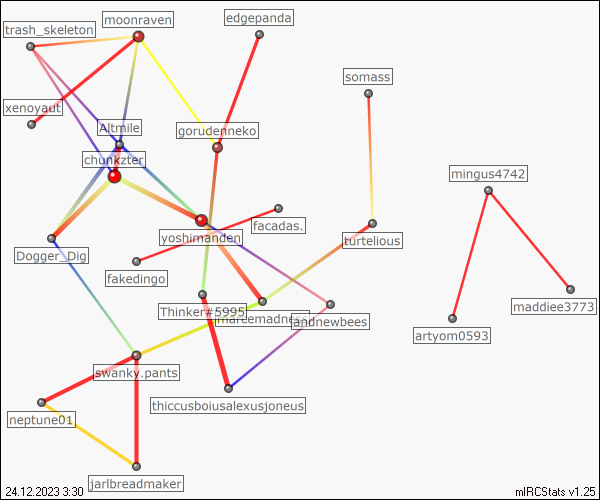 edgepanda
moonraven
trash_skeleton
somass
xenoyaut
Altmile
gorudenneko
chunkzter
mingus4742
facadas.
yoshimanden
turtelious
Dogger_Dig
fakedingo
maddiee3773
Thinker#5995
marcemadness
andnewbees
artyom0593
swanky.pants
thiccusboiusalexusjoneus
neptune01
jarlbreadmaker
24.12.2023 3:30
mIRCStats v1.25